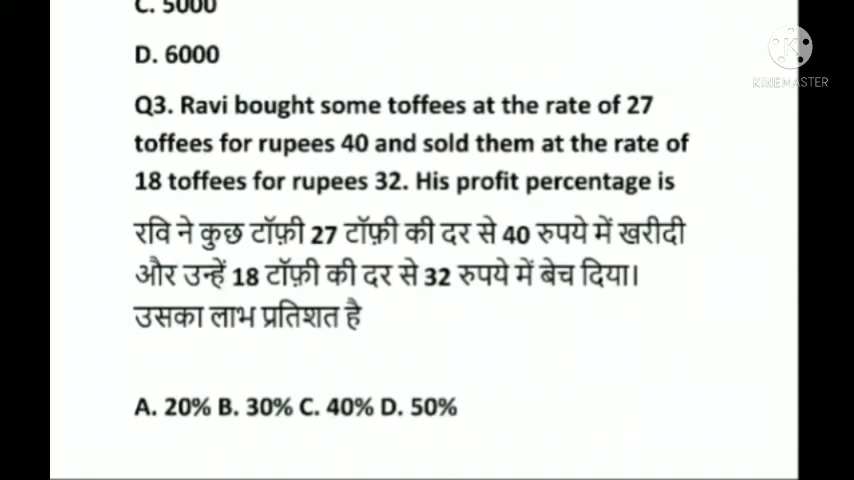 C. 5000
D. 6000
KINEMASTER
Q3. Ravi bought some toffees at the rate of 27
toffees for rupees 40 and sold them at the rate of
18 toffees for rupees 32. His profit percentage is
रवि ने कुछ टॉफ़ी 27 टॉफ़ी की दर से 40 रुपये में खरीदी
और उन्हें 18 टॉफ़ी की दर से 32 रुपये में बेच दिया।
उसका लाभ प्रतिशत है
A. 20% B. 30% C. 40% D. 50%